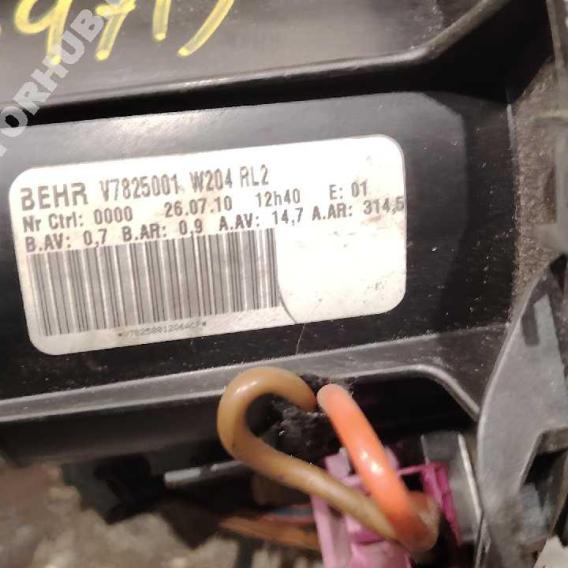 BEHR V7825001 W204 RL2
Nr Ctrl: 0000 26.07.10 12h40 E: 01
B.AV: 0,7 B.AR: 0,9 A.AV: 14,7 A.AR: 314,5